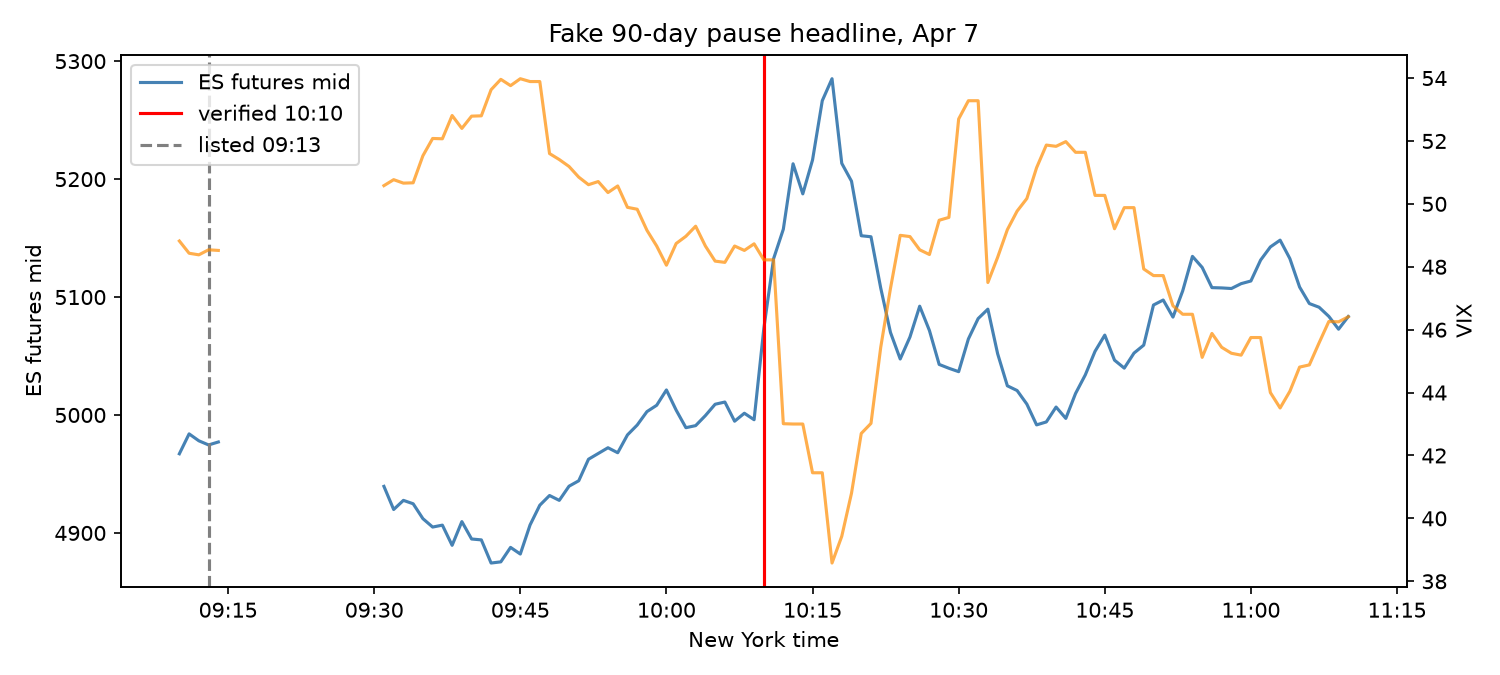 Fake 90-day pause headline, Apr 7
ES futures mid
verified 10:10
listed 09:13
ES futures mid
5300
5200
5100
5000
4900
VIX
54
52
50
48
46
44
42
40
38
09:15 09:30 09:45 10:00 10:15 10:30 10:45 11:00 11:15
New York time